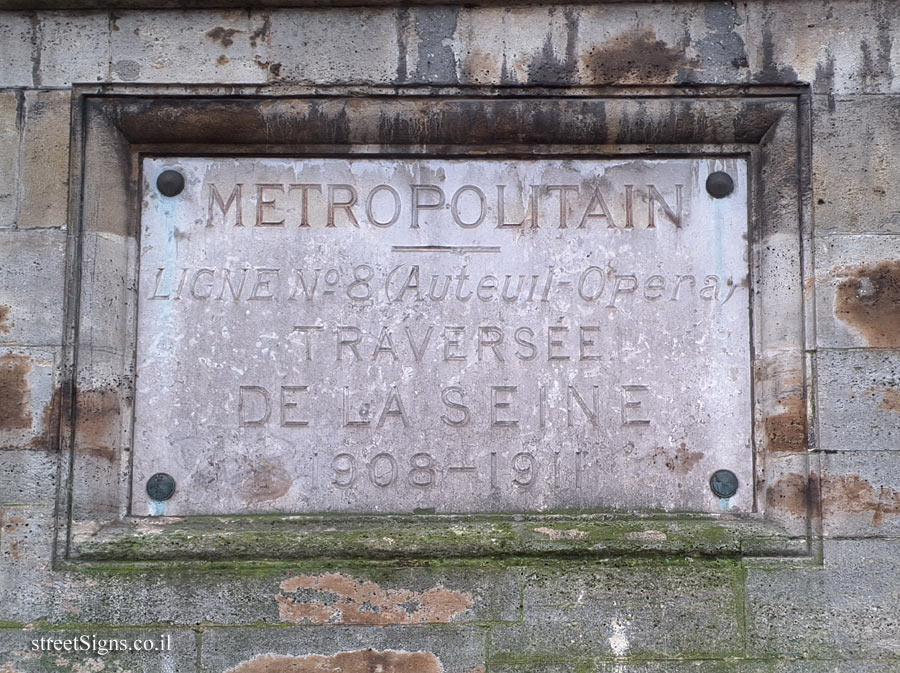 METROPOLITAIN
LIGNE Nº 8 (Auteuil-Opera)
TRAVERSÉE
DE LA SEINE
1908-1911
streetSigns.co.il